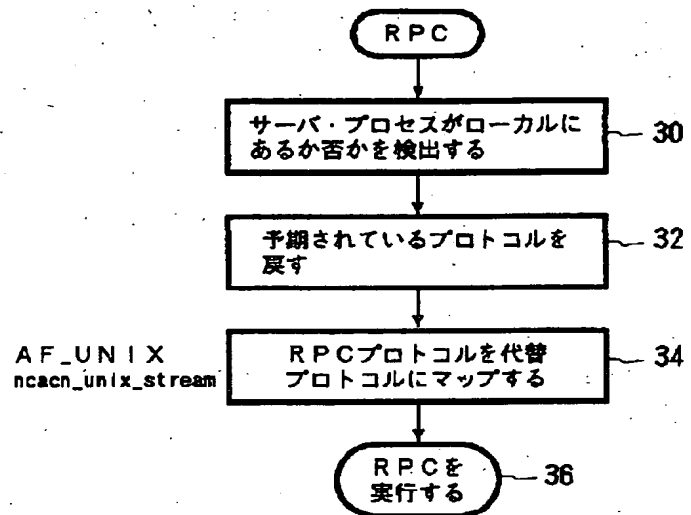 RPC
サーバ・プロセスがローカルに
あるか否かを検出する
30
予期されているプロトコルを
戻す
32
AF_UNIX
ncacn_unix_stream
RPCプロトコルを代替
プロトコルにマップする
34
RPCを
実行する
36